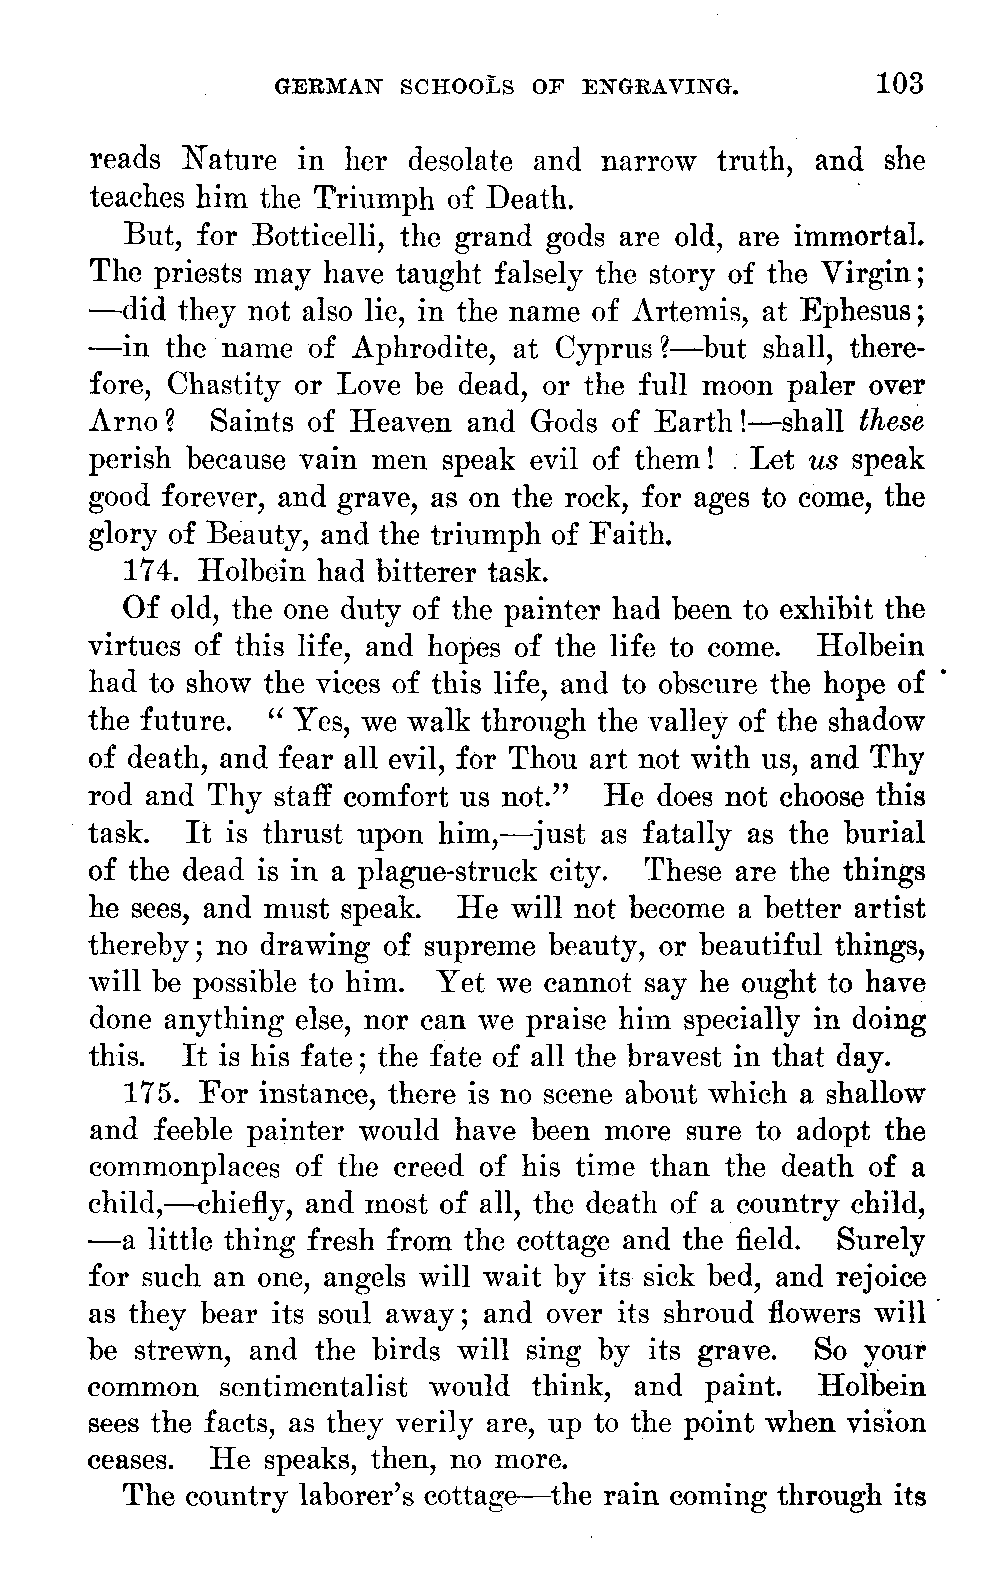 GERMAN SCHOOLS OF ENGRAVING. 103
reads Nature in her desolate and narrow truth, and she
teaches him the Triumph of Death.
But, for Botticelli, the grand gods are old, are immortal.
The priests may have taught falsely the story of the Virgin;
—did they not also lie, in the name of Artemis, at Ephesus;
—in the name of Aphrodite, at Cyprus?—but shall, there-
fore, Chastity or Love be dead, or the full moon paler over
Arno? Saints of Heaven and Gods of Earth!—shall these
perish because vain men speak evil of them! Let us speak
good forever, and grave, as on the rock, for ages to come, the
glory of Beauty, and the triumph of Faith.
174. Holbein had bitterer task.
Of old, the one duty of the painter had been to exhibit the
virtues of this life, and hopes of the life to come. Holbein
had to show the vices of this life, and to obscure the hope of
the future. “Yes, we walk through the valley of the shadow
of death, and fear all evil, for Thou art not with us, and Thy
rod and Thy staff comfort us not.” He does not choose this
task. It is thrust upon him,—just as fatally as the burial
of the dead is in a plague-struck city. These are the things
he sees, and must speak. He will not become a better artist
thereby; no drawing of supreme beauty, or beautiful things,
will be possible to him. Yet we cannot say he ought to have
done anything else, nor can we praise him specially in doing
this. It is his fate; the fate of all the bravest in that day.
175. For instance, there is no scene about which a shallow
and feeble painter would have been more sure to adopt the
commonplaces of the creed of his time than the death of a
child,—chiefly, and most of all, the death of a country child,
—a little thing fresh from the cottage and the field. Surely
for such an one, angels will wait by its sick bed, and rejoice
as they bear its soul away; and over its shroud flowers will
be strewn, and the birds will sing by its grave. So your
common sentimentalist would think, and paint. Holbein
sees the facts, as they verily are, up to the point when vision
ceases. He speaks, then, no more.
The country laborer’s cottage—the rain coming through its